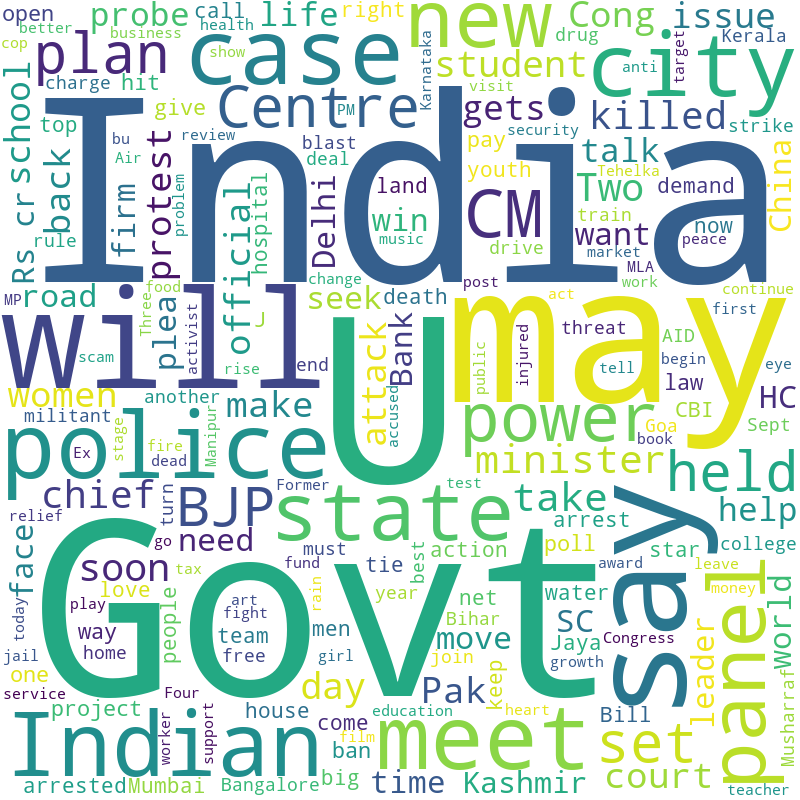 open
probe
call
life
right
Cong
issue
better
business
health
cop
plan
case
show
new
drug
Kerala
student
city
anti
target
Karnataka
charge
hit
Centre
PM
gets
visit
killed
school
top
give
review
blast
security
strike
India
bu
Air
deal
pay
talk
back
firm
protest
problem
official
hospital
Delhi
land
win
music
CM
youth
Two
Tehelka
demand
China
train
want
now
peace
drive
market
MLA
Rs cr
rule
MP
road
Three
food
plea
activist
J
change
seek
death
post
act
work
continue
first
will
U
may
scam
rise
end
attack
Bank
accused
public
injured
threat
tell
AID
begin
eye
law
HC
women
another
militant
make
power
Goa
CBI
Sept
book
police
stage
fire
dead
Manipur
Ex
minister
held
chief
turn
Former
BJP
state
test
take
say
help
relief
face
go
need
must
tie
best
action
arrest
poll
star
college
soon
tax
fund
Govt
love
year
net
water
award
leave
money
panel
World
today
play
people
art
fight
rain
men
Bihar
move
SC
Jaya
Congress
way
home
team
free
jail
one
girl
join
growth
leader
Musharraf
service
Four
day
Pak
keep
project
worker
support
house
come
education
heart
Bill
Indian
film
ban
meet
set
arrested
Mumbai
Bangalore
big
time
Kashmir
court
teacher